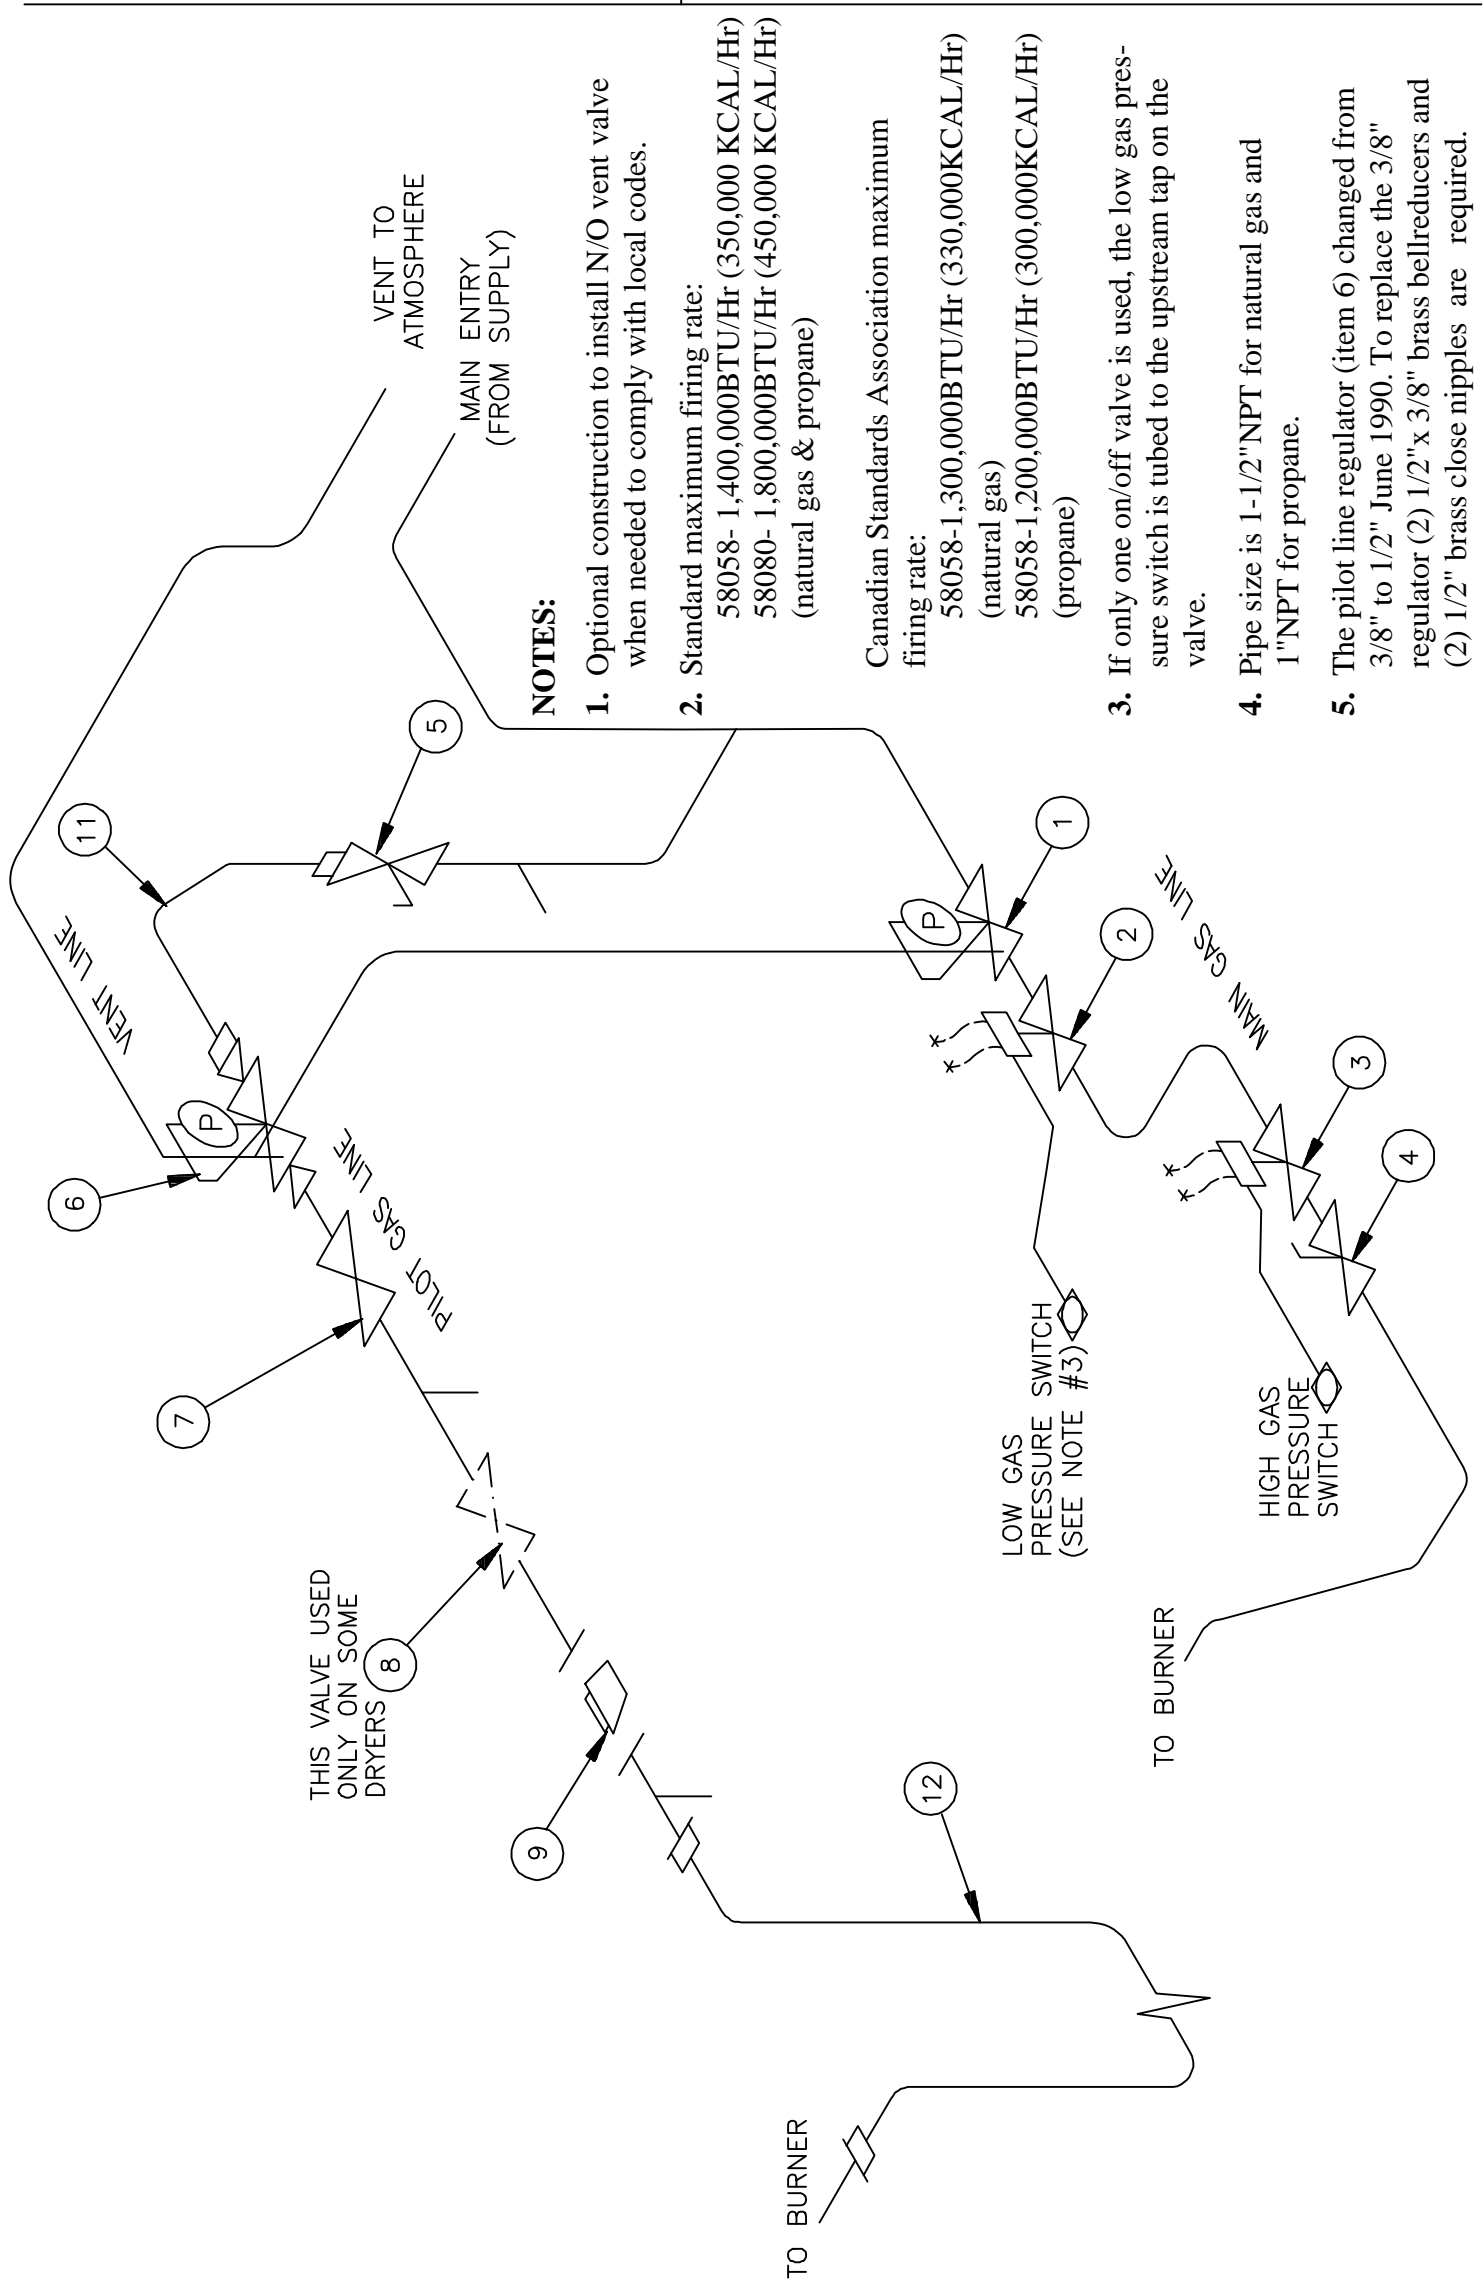 VENT TO
ATMOSPHERE
MAIN ENTRY
(FROM SUPPLY)
VENT LINE
PILOT GAS LINE
MAIN GAS LINE
THIS VALVE USED
ONLY ON SOME
DRYERS
LOW GAS
PRESSURE SWITCH
(SEE NOTE #3)
HIGH GAS
PRESSURE
SWITCH
TO BURNER
TO BURNER
11
5
6
P
7
8
9
12
P
1
2
3
4
NOTES:
1. Optional construction to install N/O vent valve
when needed to comply with local codes.
2. Standard maximum firing rate:
58058- 1,400,000BTU/Hr (350,000 KCAL/Hr)
58080- 1,800,000BTU/Hr (450,000 KCAL/Hr)
(natural gas & propane)
Canadian Standards Association maximum
firing rate:
58058-1,300,000BTU/Hr (330,000KCAL/Hr)
(natural gas)
58058-1,200,000BTU/Hr (300,000KCAL/Hr)
(propane)
3. If only one on/off valve is used, the low gas pres-
sure switch is tubed to the upstream tap on the
valve.
4. Pipe size is 1-1/2"NPT for natural gas and
1"NPT for propane.
5. The pilot line regulator (item 6) changed from
3/8" to 1/2" June 1990. To replace the 3/8"
regulator (2) 1/2"x 3/8" brass bellreducers and
(2) 1/2" brass close nipples are required.